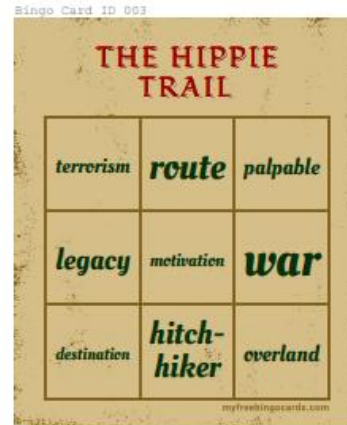 Bingo Card ID 003
THE HIPPIE
TRAIL
terrorism route palpable
legacy motivation war
destination hitch-
hiker overland
myfreebingocards.com